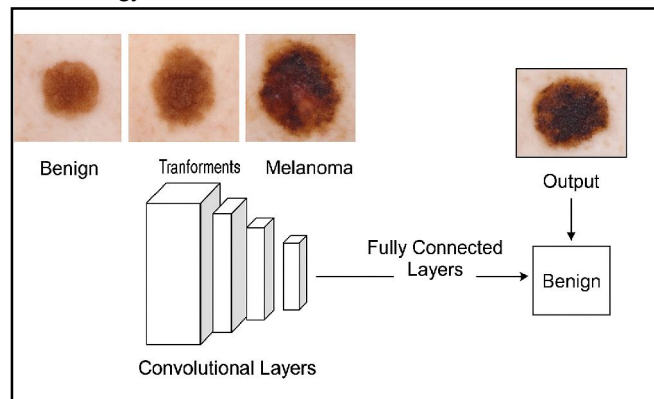 Benign
Tranforments
Melanoma
Output
Fully Connected
Layers
Benign
Convolutional Layers